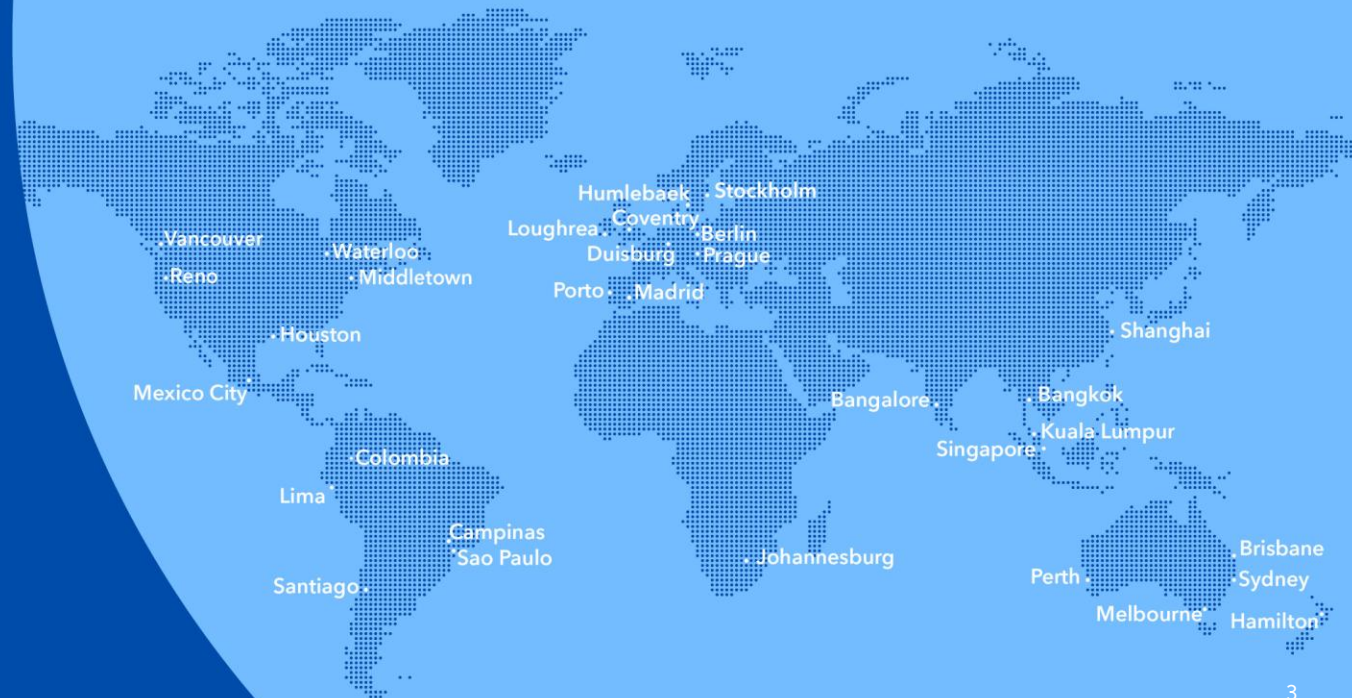 Humlebaek
Stockholm
Coventry
Loughrea
Berlin
Vancouver
Waterloo
Duisburg
Prague
Reno
Middletown
Porto
Madrid
Houston
Shanghai
Mexico City
Bangalore
Bangkok
Kuala Lumpur
Singapore
Colombia
Lima
Campinas
Sao Paulo
Johannesburg
Brisbane
Santiago
Perth
Sydney
Melbourne
Hamilton
3